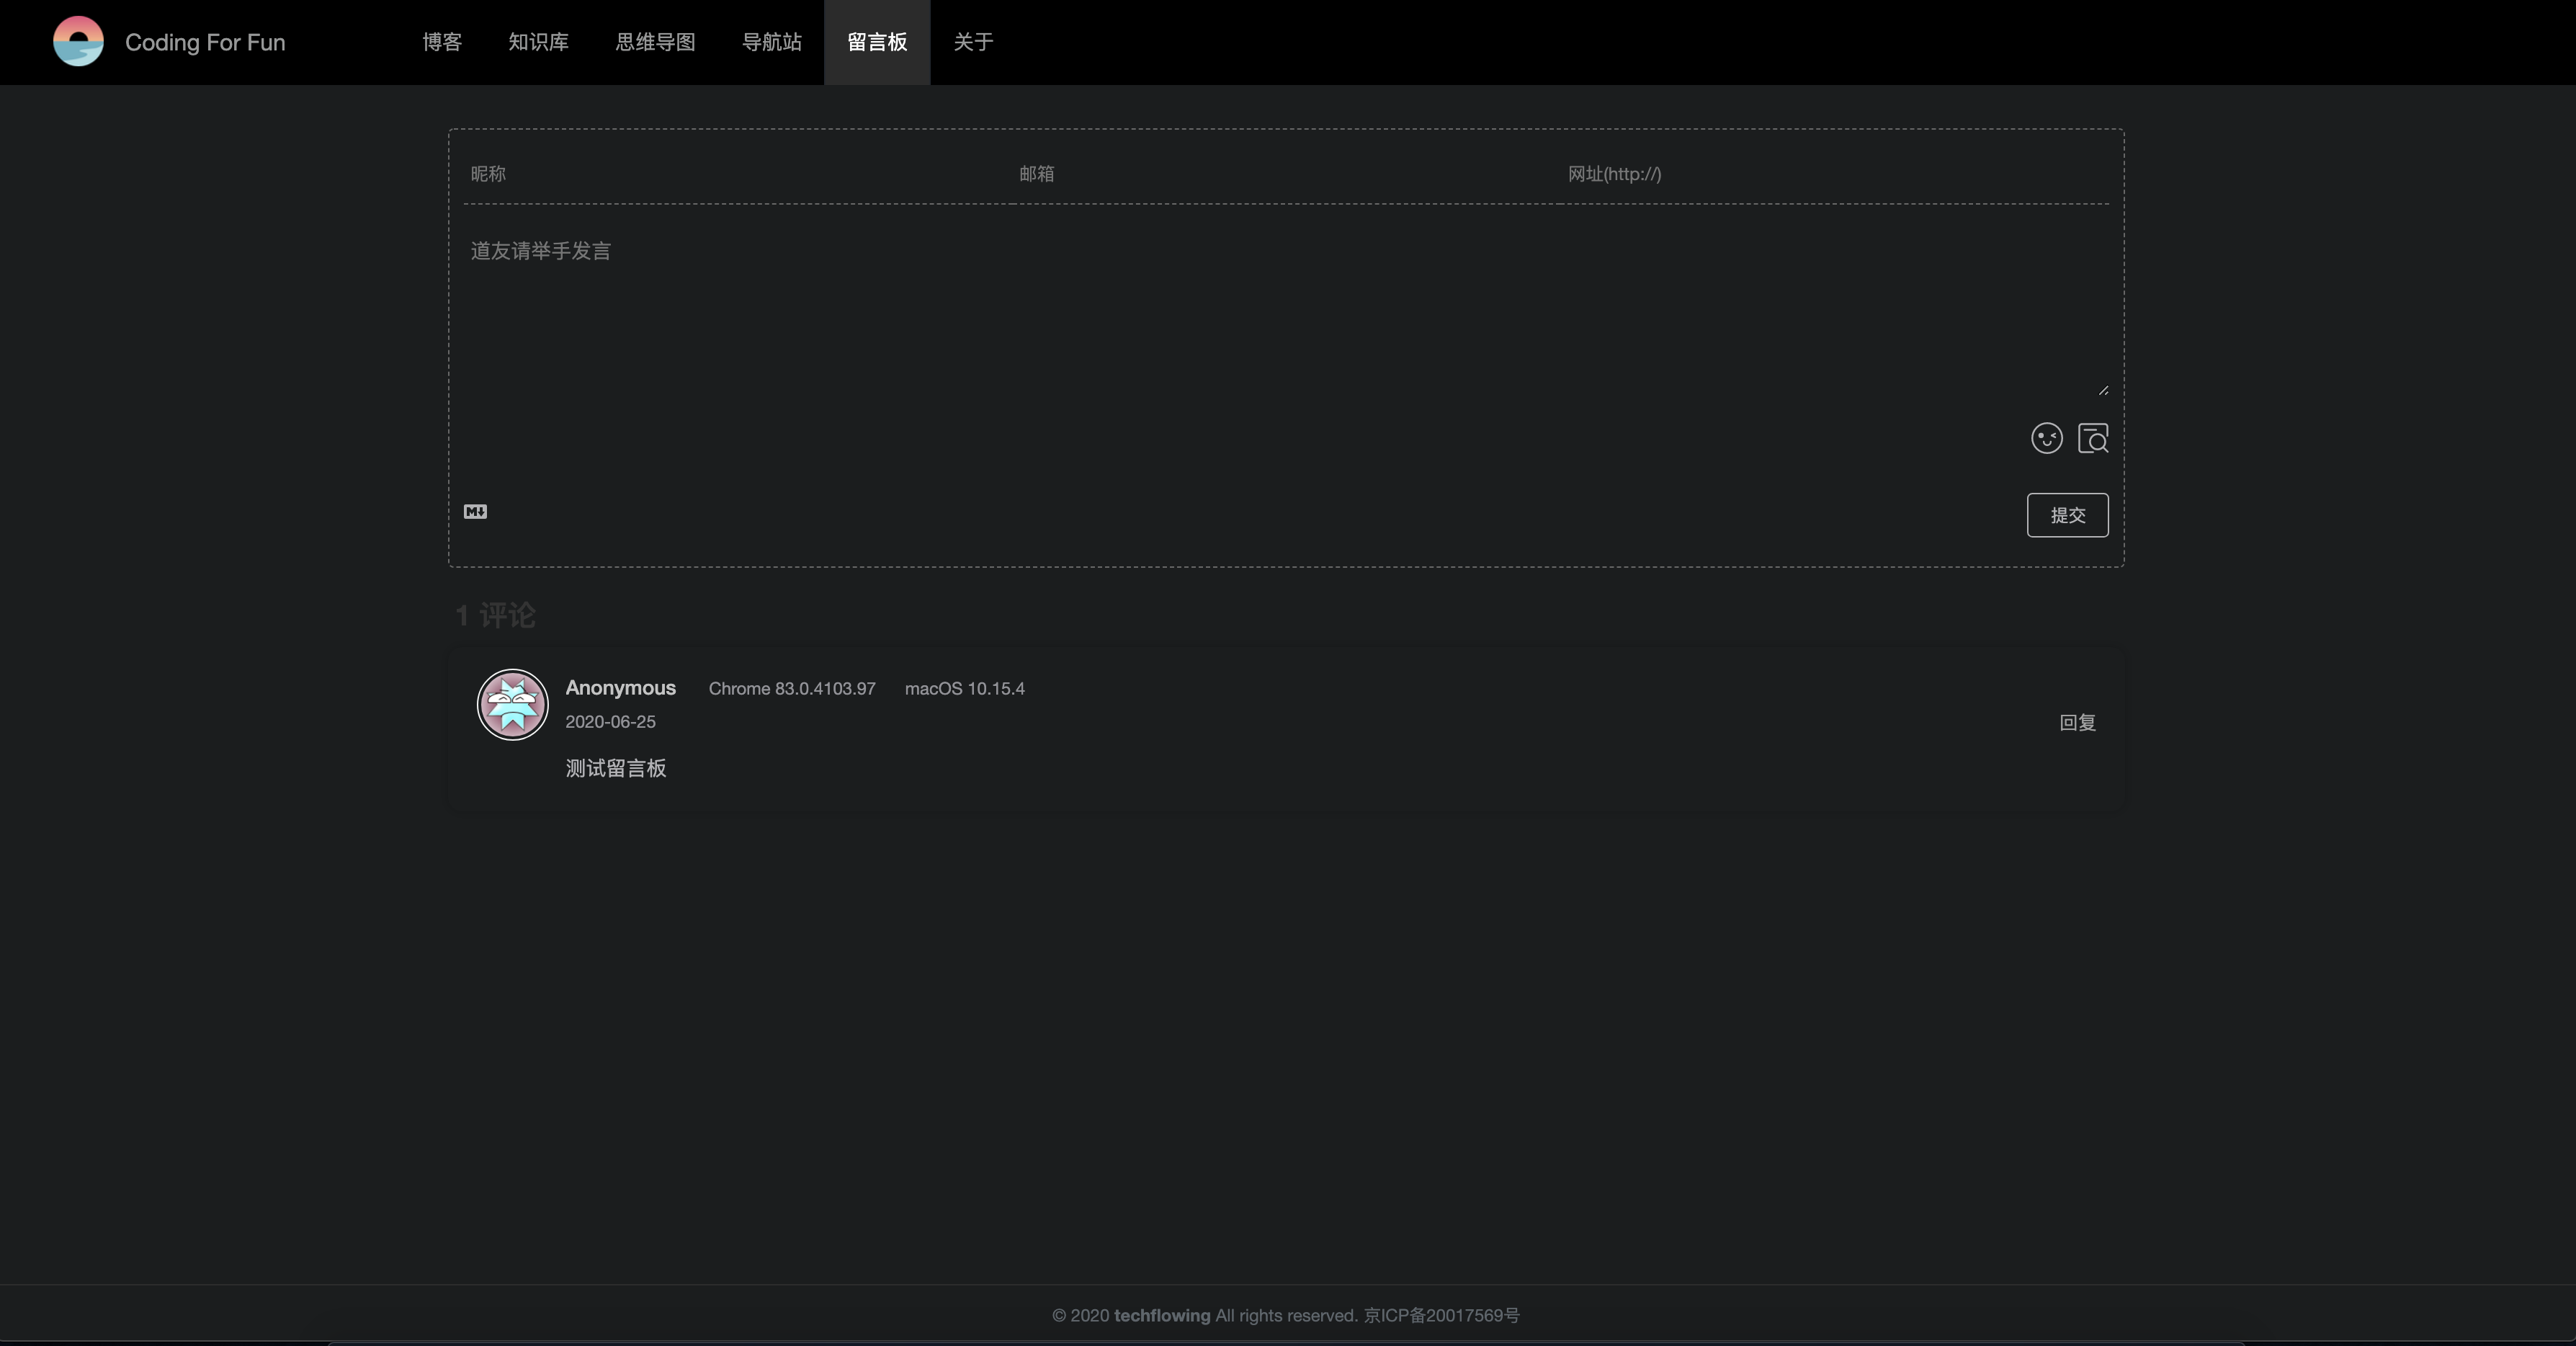 Coding For Fun 博客 知识库 思维导图 导航站 留言板 关于
昵称 邮箱 网址(http://)
道友请举手发言
M↓
提交
1 评论
Anonymous Chrome 83.0.4103.97 macOS 10.15.4
2020-06-25
回复
测试留言板
© 2020 techflowing All rights reserved. 京ICP备20017569号